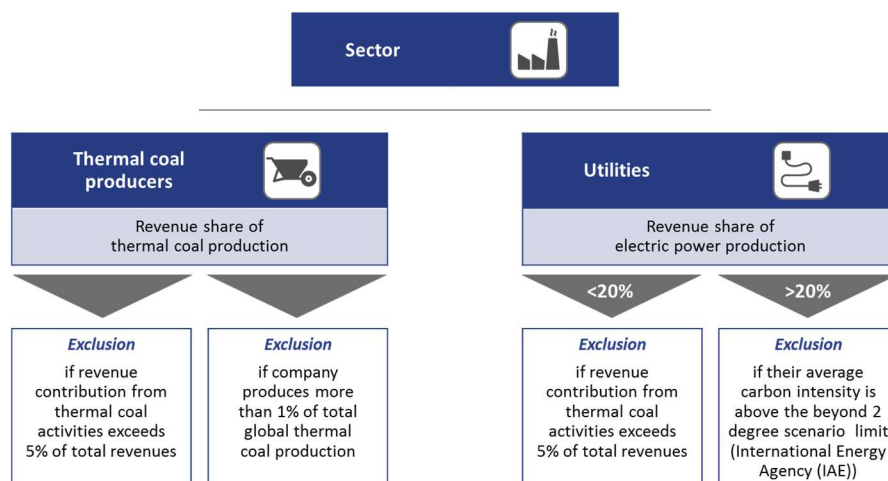 Sector
Thermal coal
producers
Revenue share of
thermal coal production
Exclusion
if revenue
contribution from
thermal coal
activities exceeds
5% of total revenues
Exclusion
if company
produces more
than 1% of total
global thermal
coal production
Utilities
Revenue share of
electric power production
<20%
>20%
Exclusion
if revenue
contribution from
thermal coal
activities exceeds
5% of total revenues
Exclusion
if their average
carbon intensity is
above the beyond 2
degree scenario limit
(International Energy
Agency (IAE))